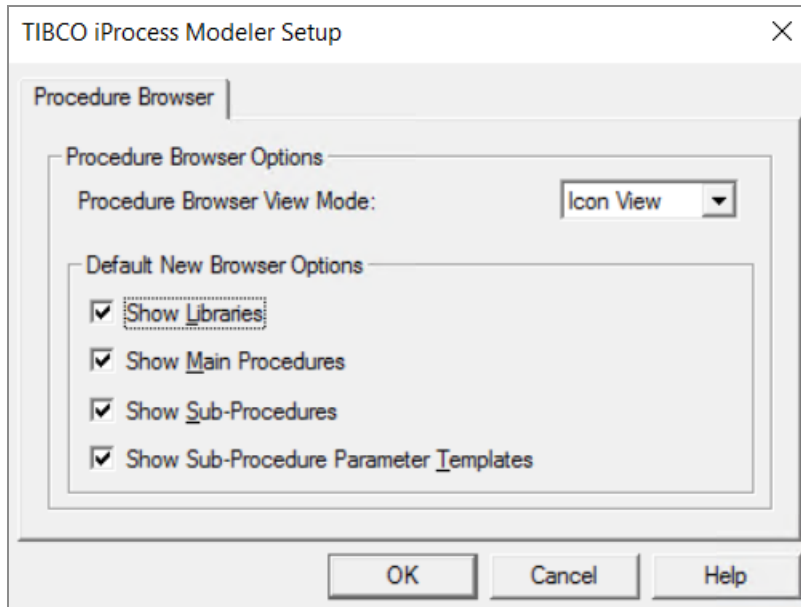 TIBCO iProcess Modeler Setup
Procedure Browser
Procedure Browser Options
Procedure Browser View Mode: Icon View
Default New Browser Options
Show Libraries
Show Main Procedures
Show Sub-Procedures
Show Sub-Procedure Parameter Templates
OK Cancel Help